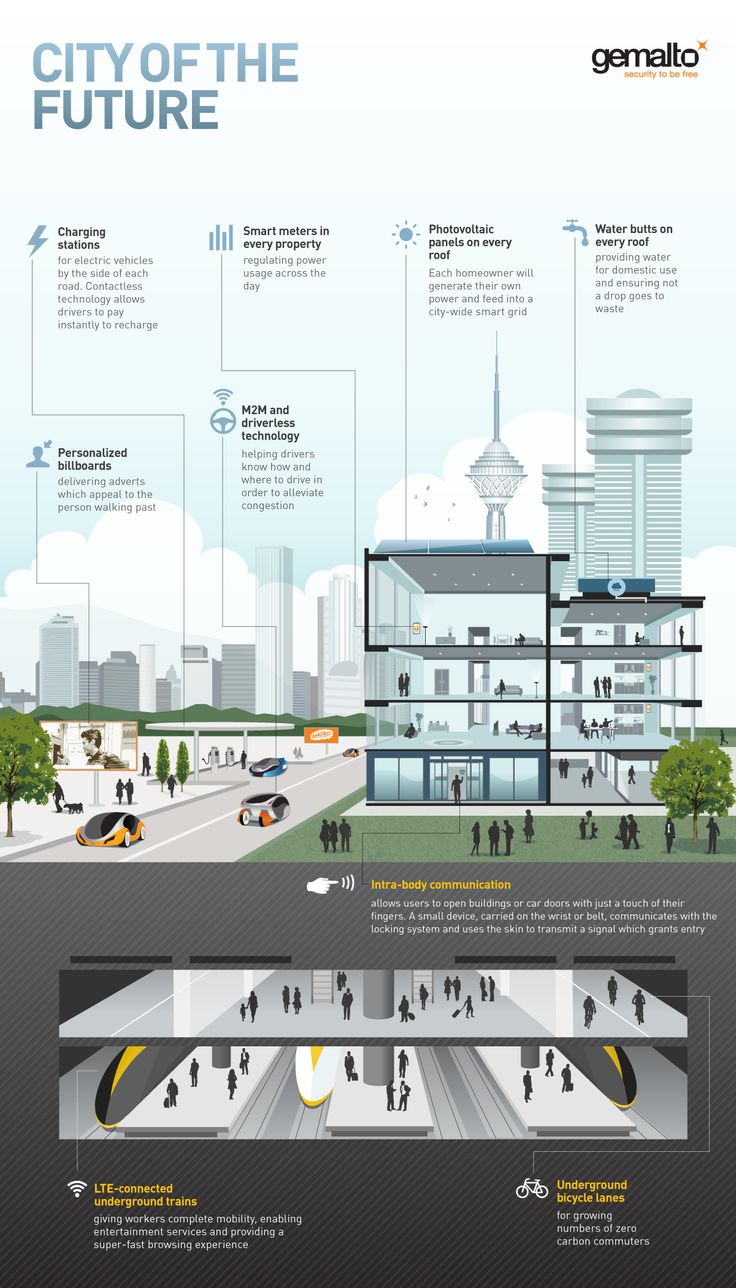 CITY OF THE
FUTURE
gemalto
security to be free
Charging
stations
for electric vehicles
by the side of each
road. Contactless
technology allows
drivers to pay
instantly to recharge
Smart meters in
every property
regulating power
usage across the
day
Photovoltaic
panels on every
roof
Each homeowner will
generate their own
power and feed into a
city-wide smart grid
Water butts on
every roof
providing water
for domestic use
and ensuring not
a drop goes to
waste
Personalized
billboards
delivering adverts
which appeal to the
person walking past
M2M and
driverless
technology
helping drivers
know how and
where to drive in
order to alleviate
congestion
Intra-body communication
allows users to open buildings or car doors with just a touch of their
fingers. A small device, carried on the wrist or belt, communicates with the
locking system and uses the skin to transmit a signal which grants entry
LTE-connected
underground trains
giving workers complete mobility, enabling
entertainment services and providing a
super-fast browsing experience
Underground
bicycle lanes
for growing
numbers of zero
carbon commuters